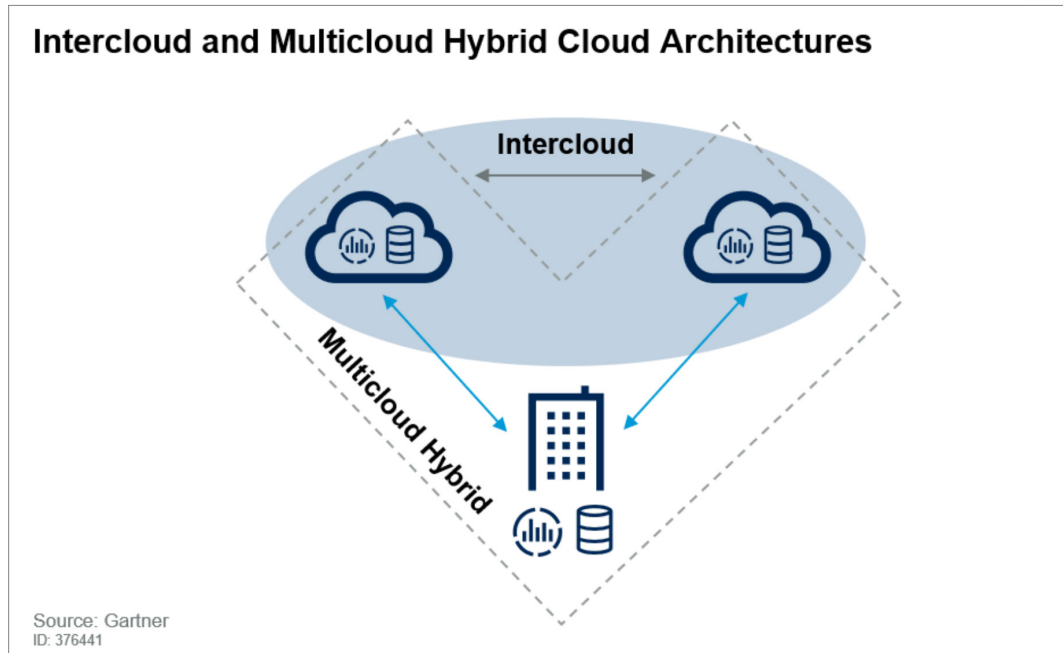 Intercloud and Multicloud Hybrid Cloud Architectures
Intercloud
Multicloud Hybrid
Source: Gartner
ID: 376441